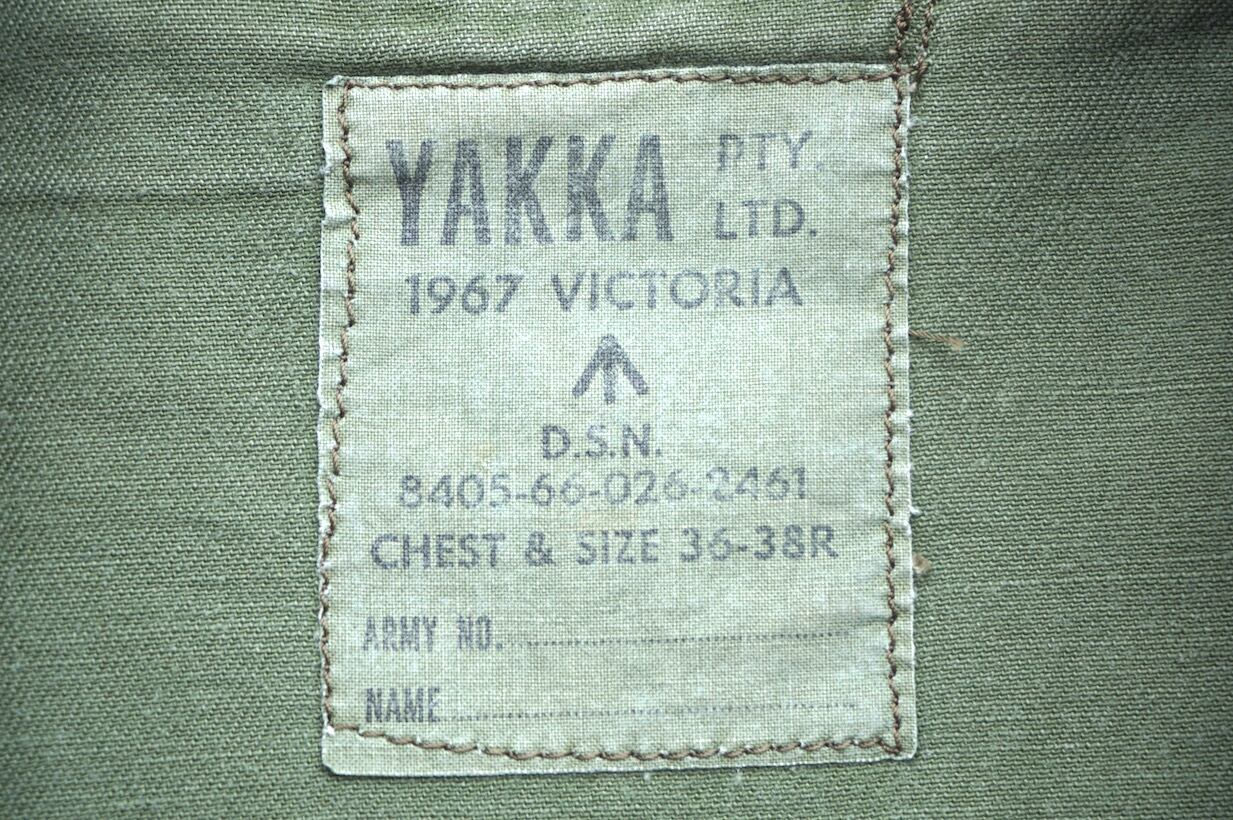 YAKKA PTY. LTD.
1967 VICTORIA
D.S.N.
8405-66-026-2461
CHEST & SIZE 36-38R
ARMY NO.
NAME